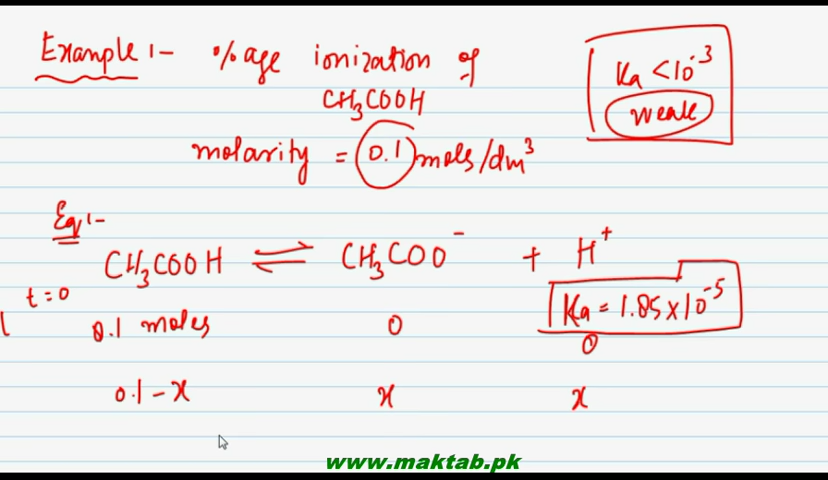 Example :- %age ionization of
CH₃COOH
Ka < 10⁻³
weak
molarity = 0.1 moles/dm³
Eq :-
CH₃COOH ⇌ CH₃COO⁻ + H⁺
t = 0
Ka = 1.85 × 10⁻⁵
0.1 moles 0 0
0.1 - x x x
www.maktab.pk